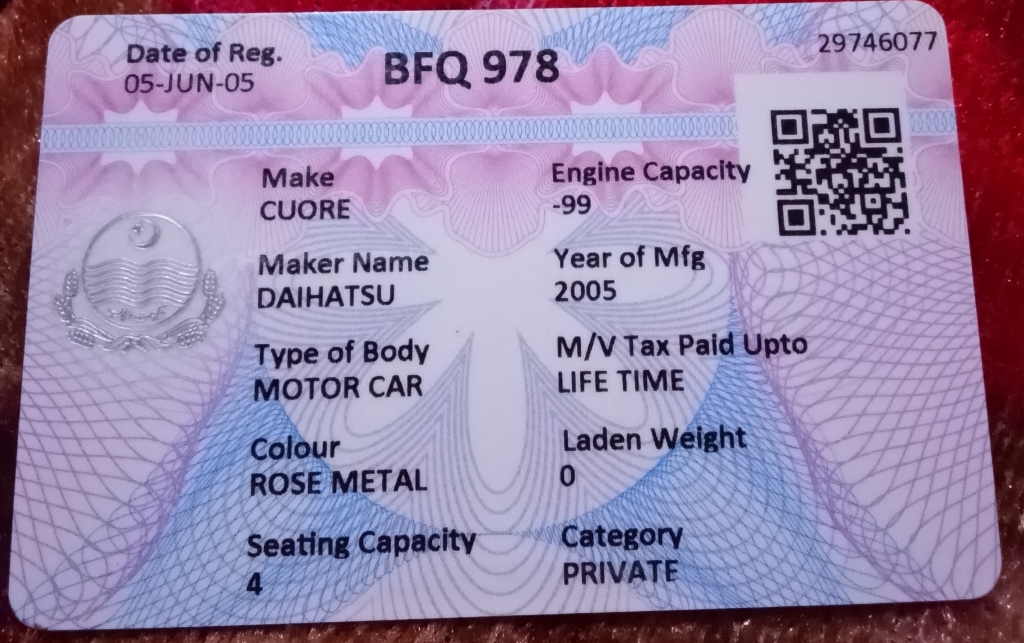 Date of Reg.
05-JUN-05
BFQ 978
29746077
Make
CUORE
Engine Capacity
-99
Maker Name
DAIHATSU
Year of Mfg
2005
Type of Body
MOTOR CAR
M/V Tax Paid Upto
LIFE TIME
Colour
ROSE METAL
Laden Weight
0
Seating Capacity
4
Category
PRIVATE